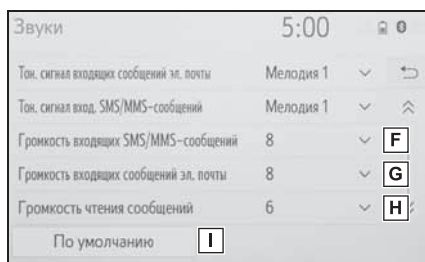 Звуки 5:00
Тон. сигнал входящих сообщений эл. почты Мелодия 1
Тон. сигнал вход. SMS/MMS-сообщений Мелодия 1
Громкость входящих SMS/MMS-сообщений 8 F
Громкость входящих сообщений эл. почты 8 G
Громкость чтения сообщений 6 H
По умолчанию I